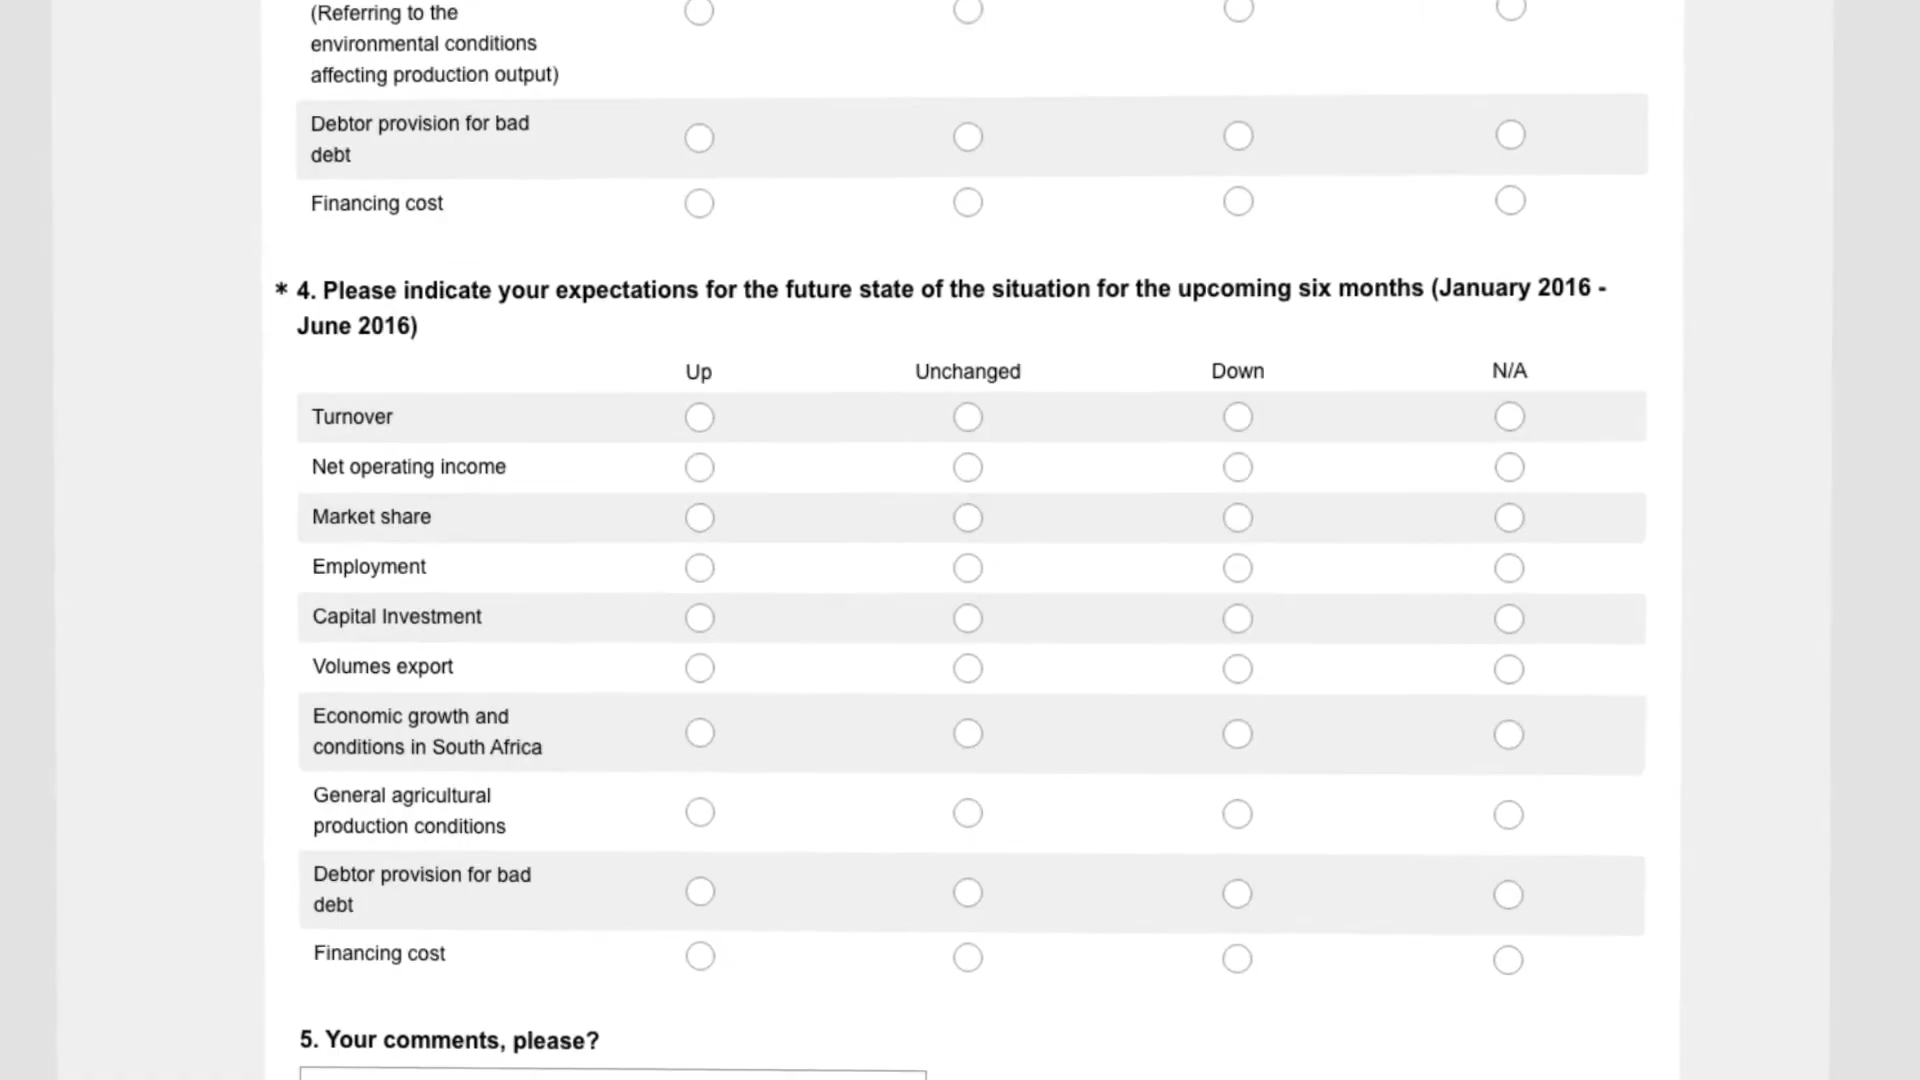 (Referring to the
environmental conditions
affecting production output)
Debtor provision for bad
debt
Financing cost
* 4. Please indicate your expectations for the future state of the situation for the upcoming six months (January 2016 -
June 2016)
Up Unchanged Down N/A
Turnover
Net operating income
Market share
Employment
Capital Investment
Volumes export
Economic growth and
conditions in South Africa
General agricultural
production conditions
Debtor provision for bad
debt
Financing cost
5. Your comments, please?